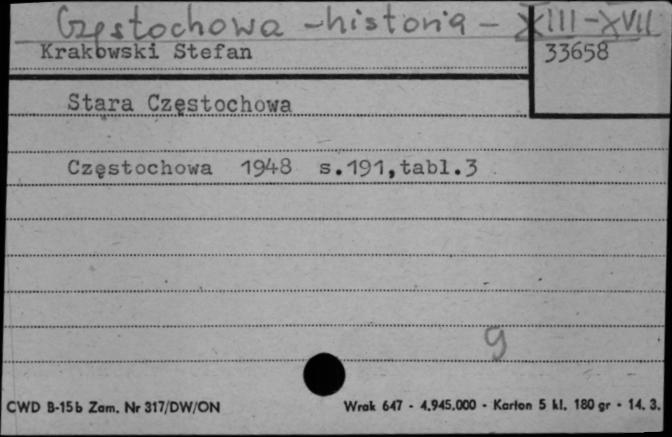 Częstochowa - historia - XIII - XVII
Krakowski Stefan
33658
Stara Częstochowa
Częstochowa 1948 s.191,tabl.3
g
CWD B-15b Zam. Nr 317/DW/ON
Wrak 647 - 4.945.000 - Karton 5 kl. 180 gr - 14. 3.